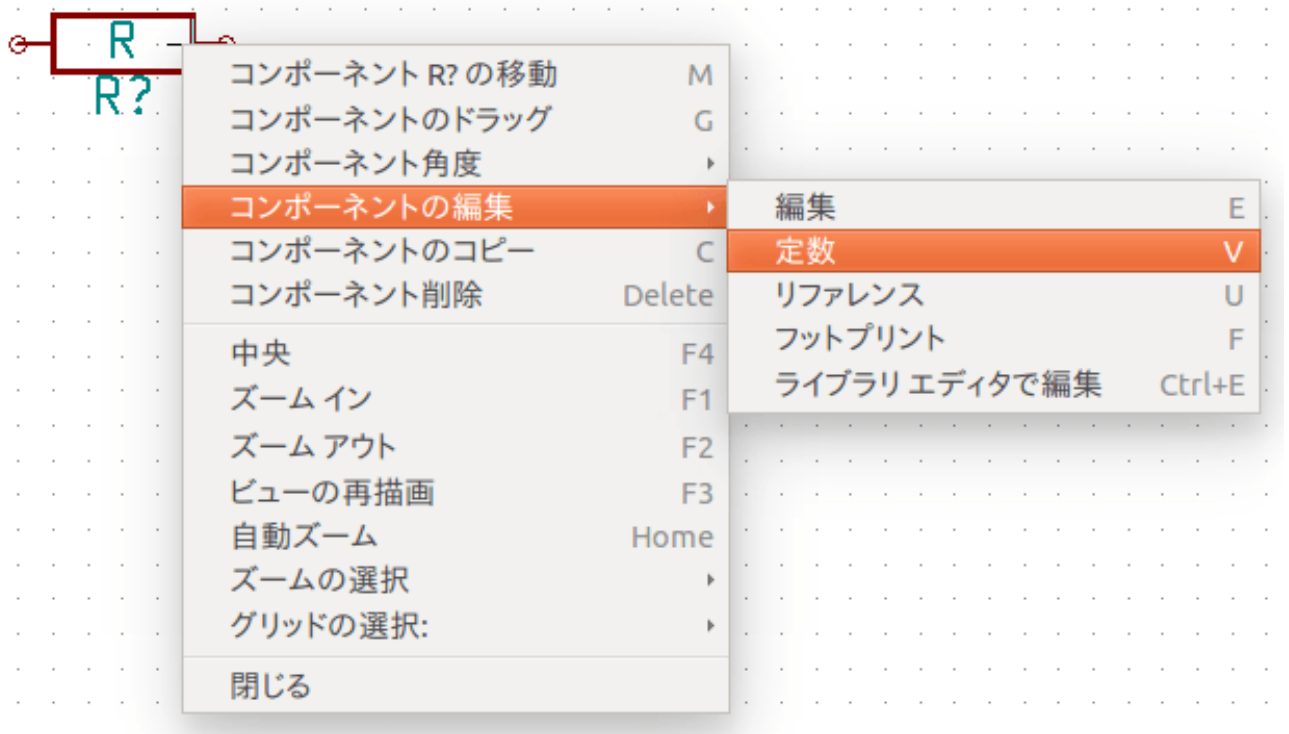 R
R?
コンポーネント R? の移動 M
コンポーネントのドラッグ G
コンポーネント角度
コンポーネントの編集
コンポーネントのコピー C
コンポーネント削除 Delete
中央 F4
ズーム イン F1
ズーム アウト F2
ビューの再描画 F3
自動ズーム Home
ズームの選択
グリッドの選択:
閉じる
編集 E
定数 V
リファレンス U
フットプリント F
ライブラリ エディタで編集 Ctrl+E